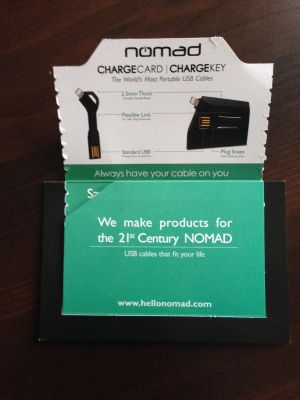 nomad
CHARGECARD | CHARGEKEY
The World's Most Portable USB Cables
2.5mm Thick
Flexible Link
Standard USB
Plug Snaps
Always have your cable on you
We make products for
the 21st Century NOMAD
USB cables that fit your life
www.hellonomad.com